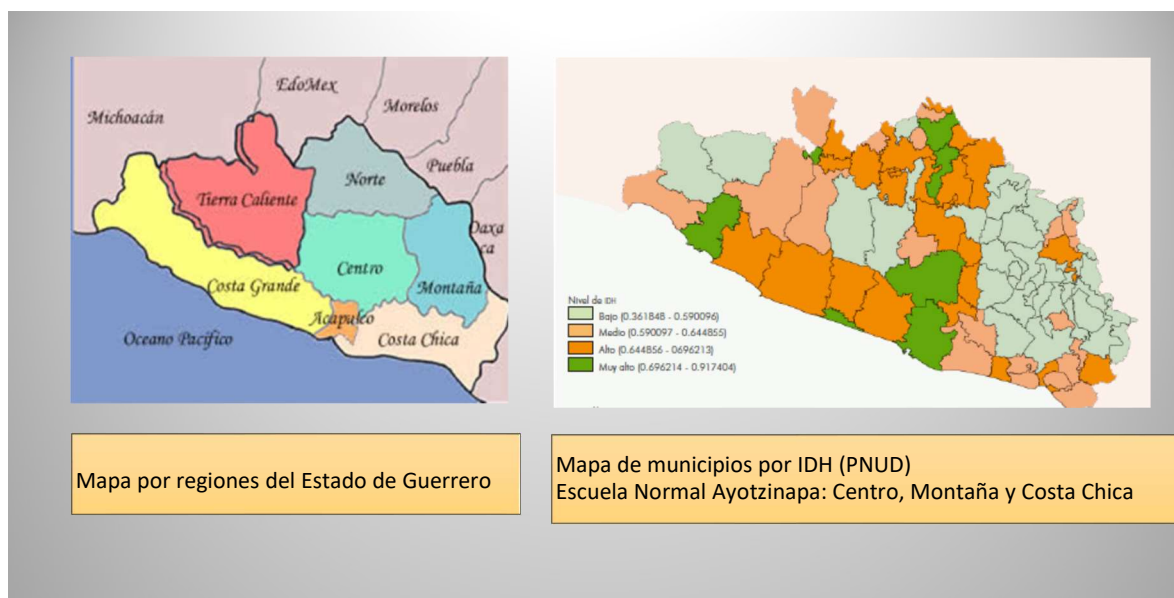 EdoMex
Michoacán
Morelos
Puebla
Norte
Tierra Caliente
Oaxa
ca
Centro
Costa Grande
Montaña
Acapulco
Oceano Pacífico
Costa Chica
Nivel de IDH
Bajo (0.361848 - 0.590096)
Medio (0.590097 - 0.644855)
Alto (0.644856 - 0696213)
Muy alto (0.696214 - 0.917404)
Mapa por regiones del Estado de Guerrero
Mapa de municipios por IDH (PNUD)
Escuela Normal Ayotzinapa: Centro, Montaña y Costa Chica